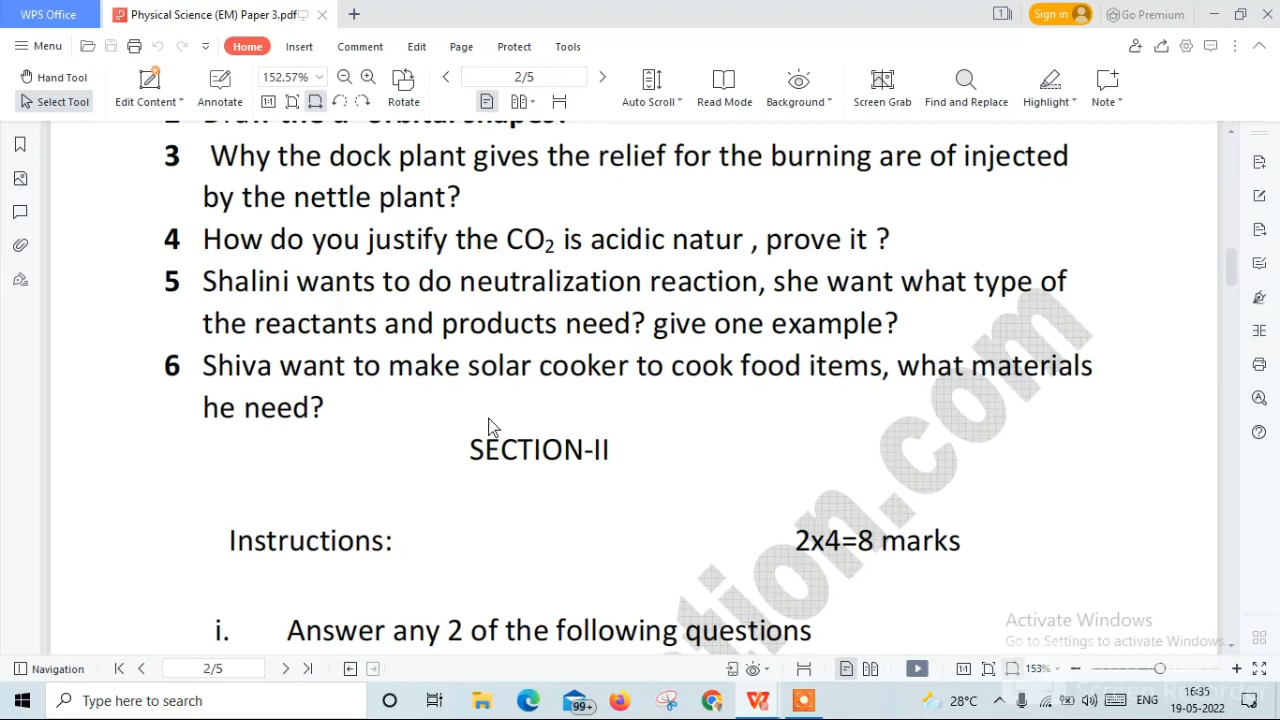 WPS Office
Physical Science (EM) Paper 3.pdf
Sign in
Go Premium
Menu
Home
Insert
Comment
Edit
Page
Protect
Tools
Hand Tool
Select Tool
Edit Content
Annotate
152.57%
Rotate
2/5
Auto Scroll
Read Mode
Background
Screen Grab
Find and Replace
Highlight
Note
3 Why the dock plant gives the relief for the burning are of injected
by the nettle plant?
4 How do you justify the CO₂ is acidic natur , prove it ?
5 Shalini wants to do neutralization reaction, she want what type of
the reactants and products need? give one example?
6 Shiva want to make solar cooker to cook food items, what materials
he need?
SECTION-II
Instructions: 2x4=8 marks
i. Answer any 2 of the following questions
tion.com
Activate Windows
Go to Settings to activate Windows.
Navigation
2/5
153%
Type here to search
99+
28°C
ENG
16:35
19-05-2022